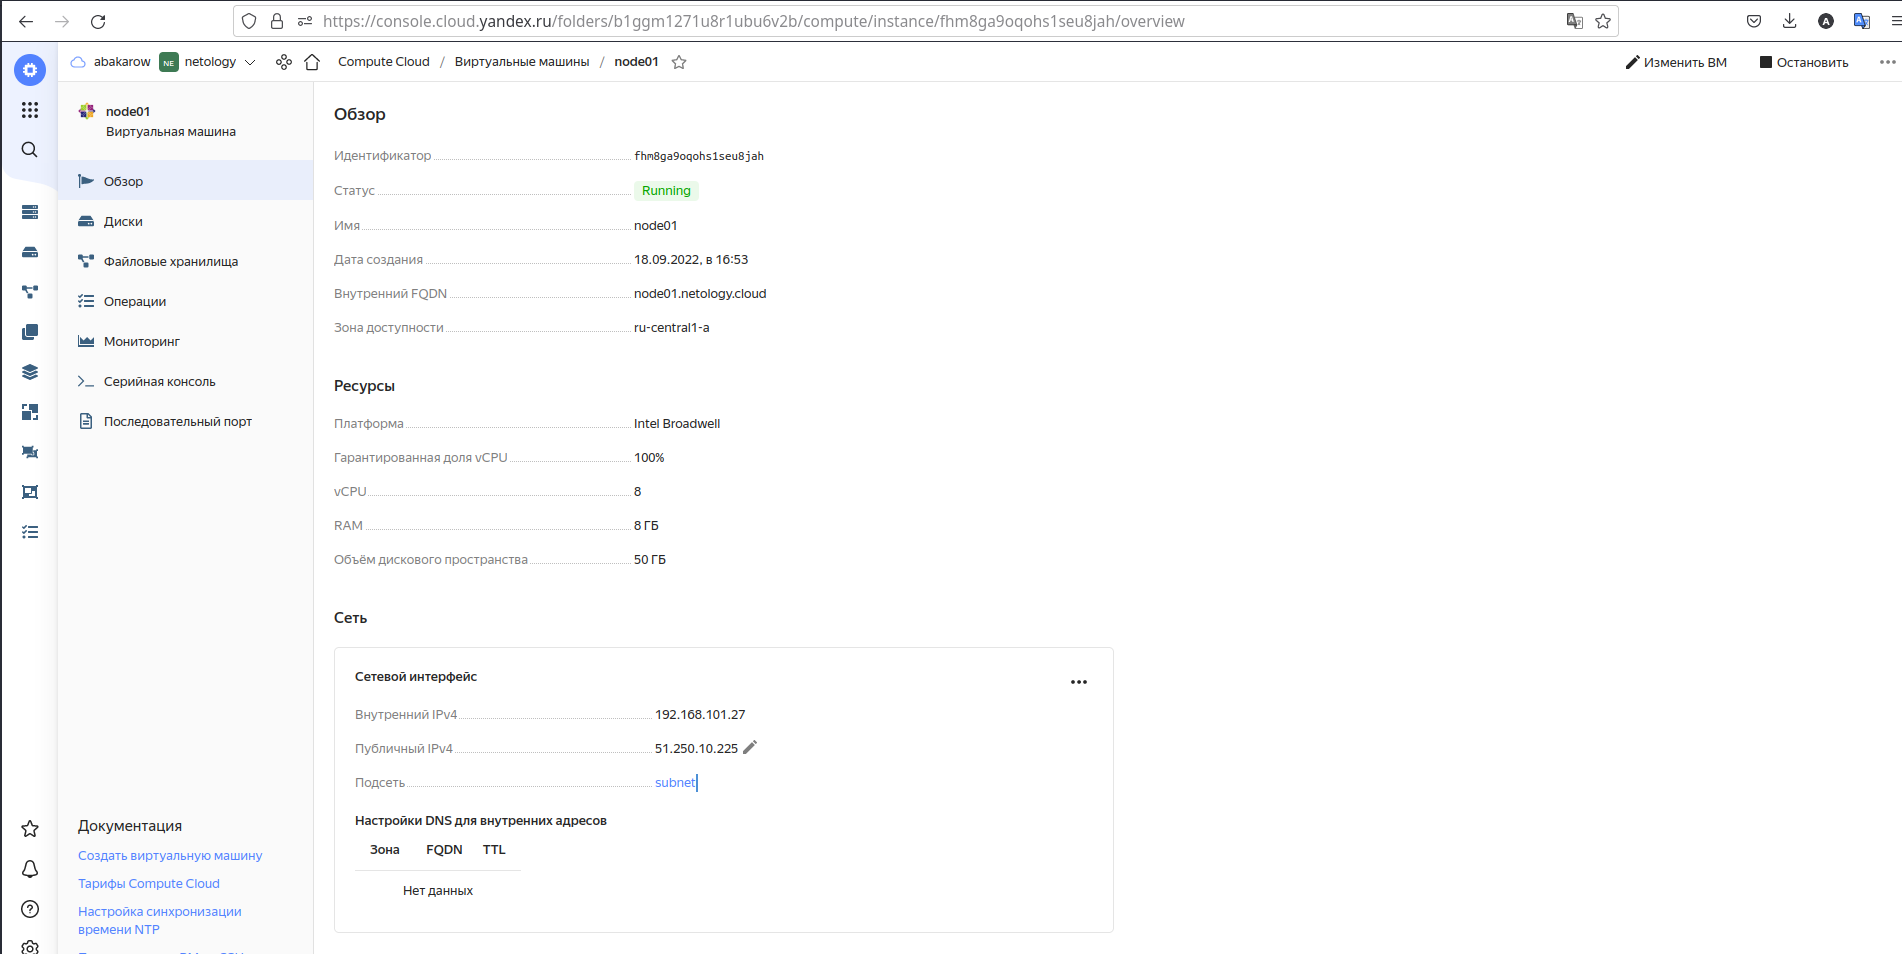 https://console.cloud.yandex.ru/folders/b1ggm1271u8r1ubu6v2b/compute/instance/fhm8ga9oqohs1seu8jah/overview
abakarow NE netology Compute Cloud / Виртуальные машины / node01 Изменить ВМ Остановить
node01
Виртуальная машина
Обзор
Диски
Файловые хранилища
Операции
Мониторинг
Серийная консоль
Последовательный порт
Документация
Создать виртуальную машину
Тарифы Compute Cloud
Настройка синхронизации
времени NTP
Обзор
Идентификатор fhm8ga9oqohs1seu8jah
Статус Running
Имя node01
Дата создания 18.09.2022, в 16:53
Внутренний FQDN node01.netology.cloud
Зона доступности ru-central1-a
Ресурсы
Платформа Intel Broadwell
Гарантированная доля vCPU 100%
vCPU 8
RAM 8 ГБ
Объём дискового пространства 50 ГБ
Сеть
Сетевой интерфейс
Внутренний IPv4 192.168.101.27
Публичный IPv4 51.250.10.225
Подсеть subnet
Настройки DNS для внутренних адресов
Зона FQDN TTL
Нет данных